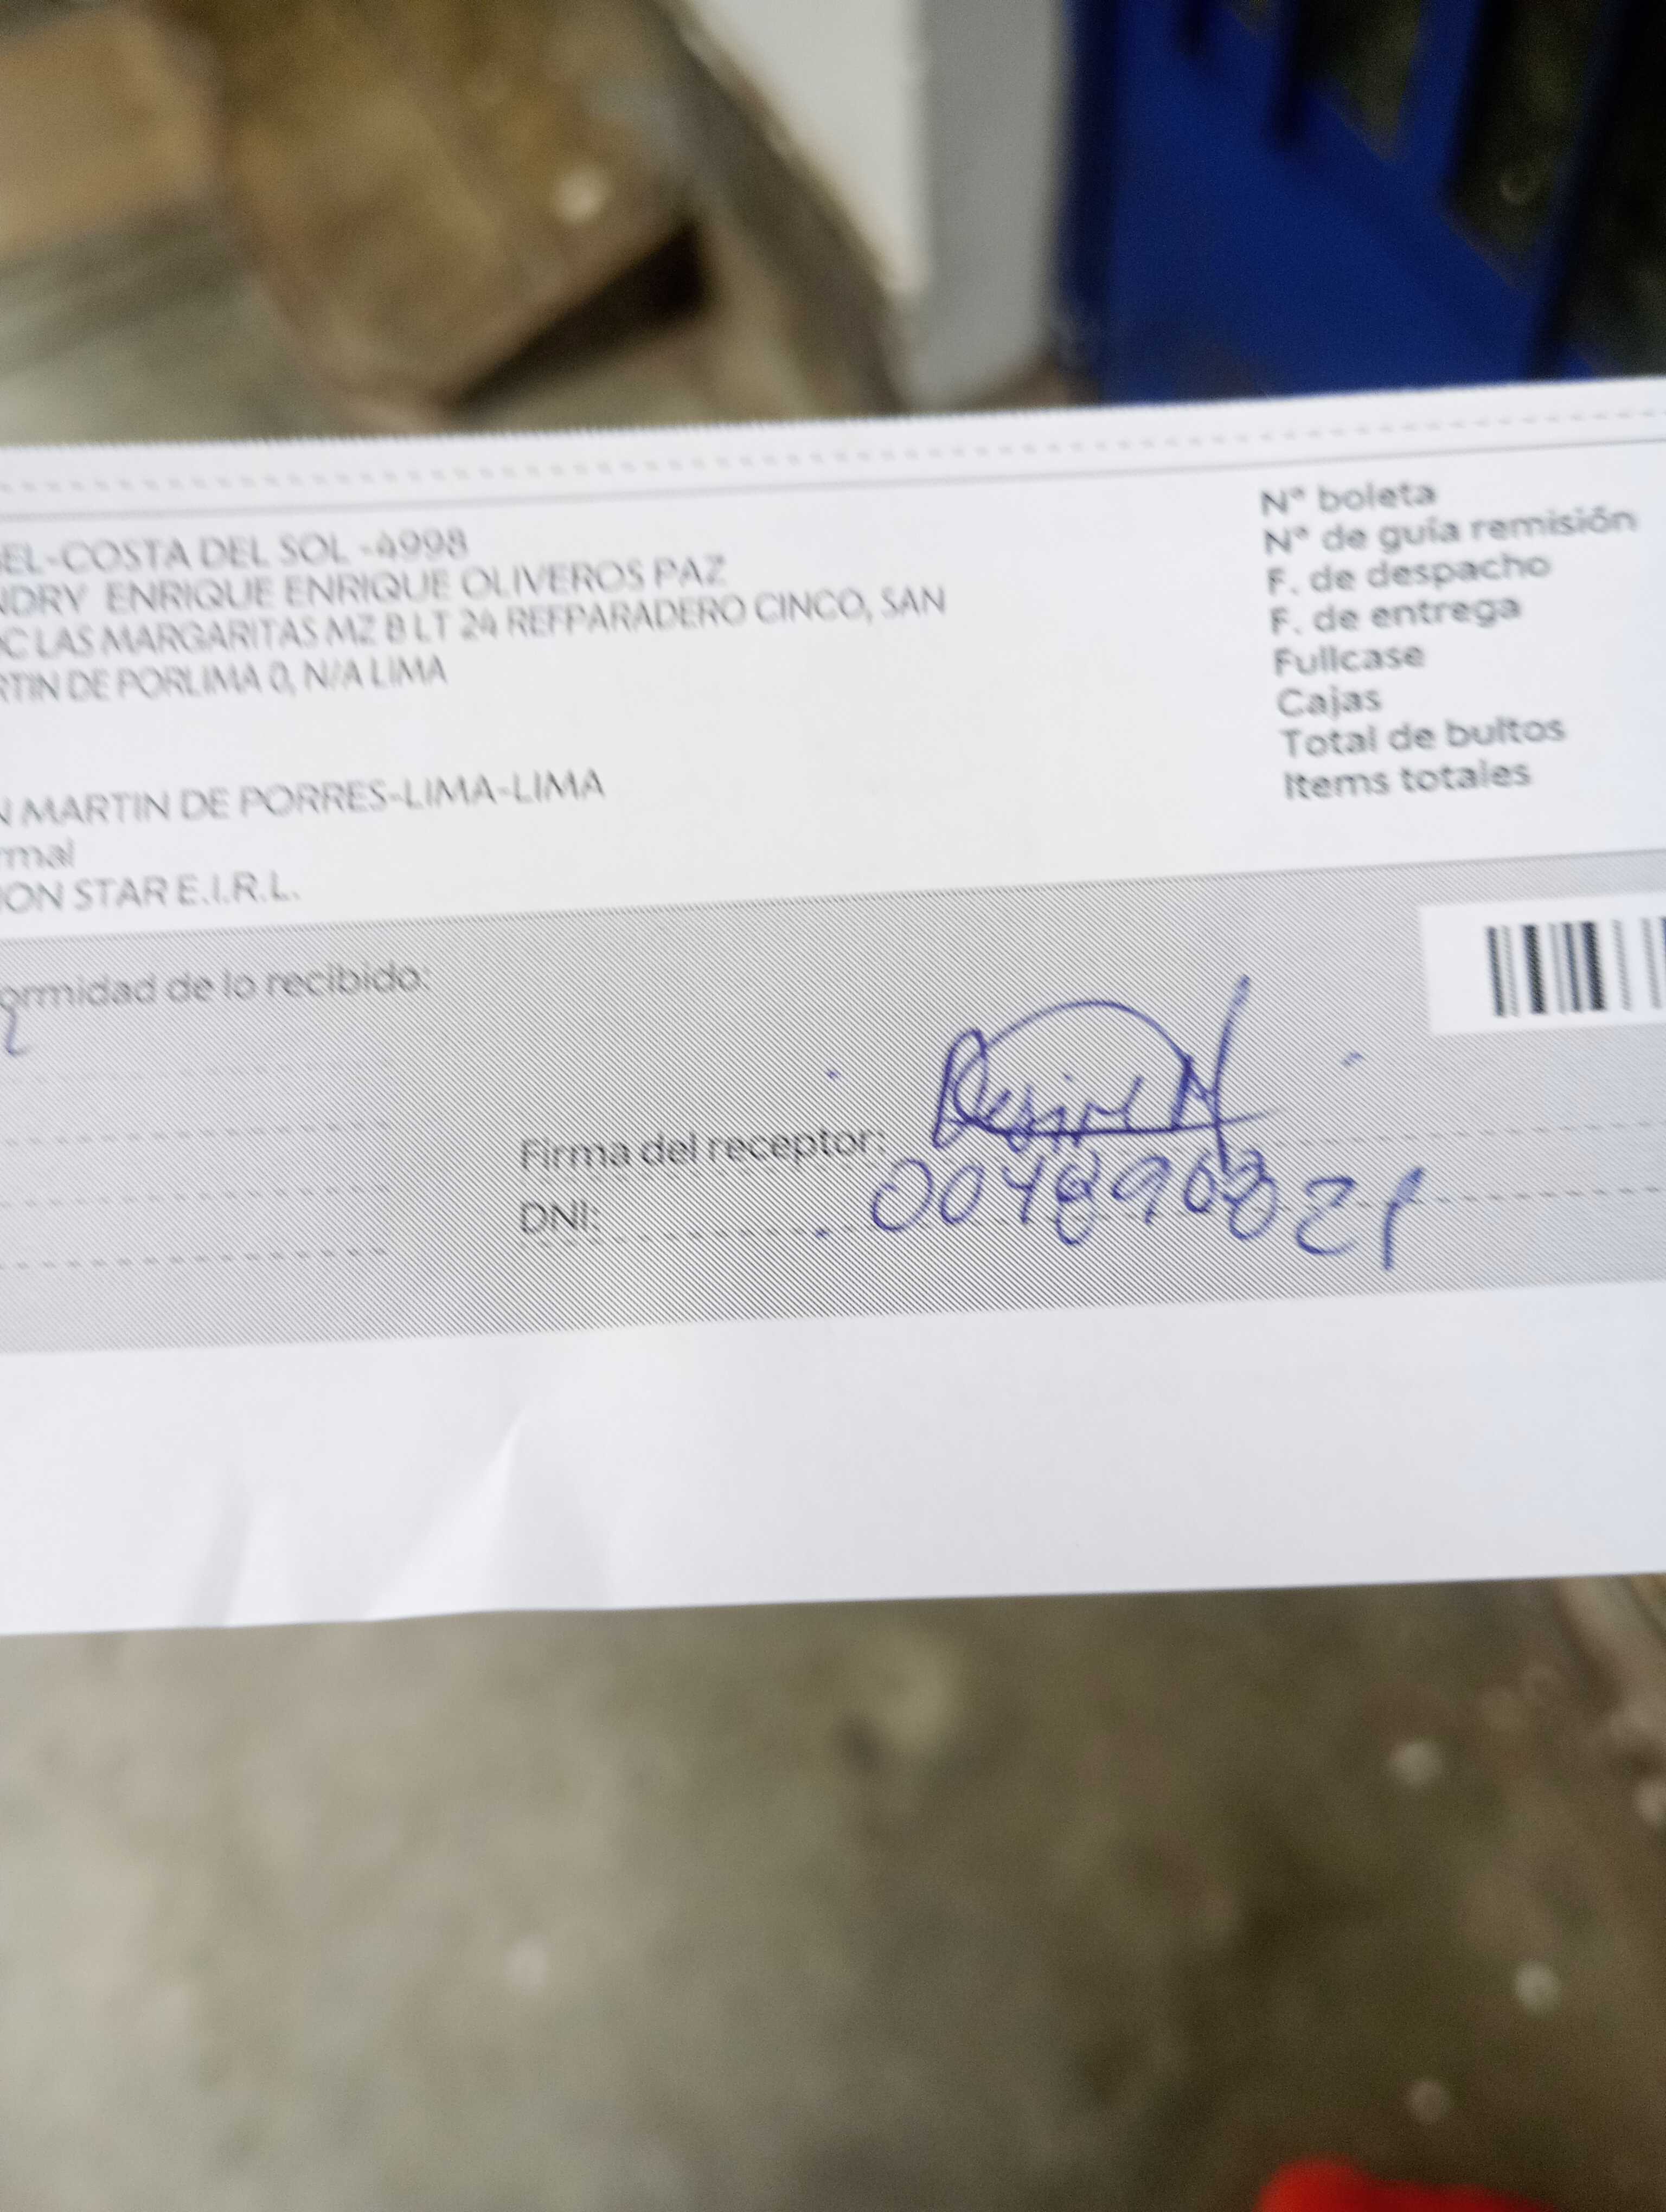 EL-COSTA DEL SOL -4998
NDRY ENRIQUE ENRIQUE OLIVEROS PAZ
C LAS MARGARITAS MZ B LT 24 REFPARADERO CINCO, SAN
RTIN DE PORLIMA 0, N/A LIMA
N MARTIN DE PORRES-LIMA-LIMA
rmal
ION STAR E.I.R.L.
N° boleta
N° de guía remisión
F. de despacho
F. de entrega
Fullcase
Cajas
Total de bultos
Items totales
ormidad de lo recibido:
Firma del receptor:
DNI: